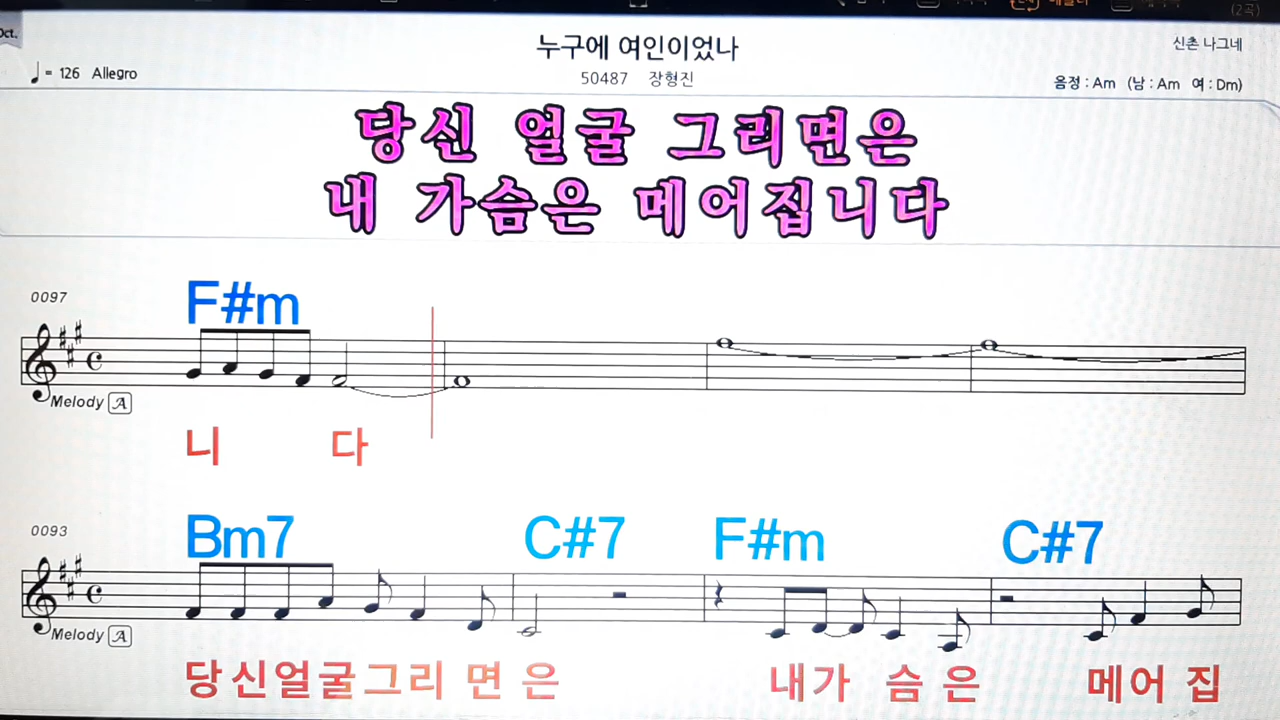 Oct.
(2곡)
누구에 여인이었나
신촌 나그네
♩= 126 Allegro
50487 장형진
음정 : Am (남 : Am 여 : Dm)
당신 얼굴 그리면은
내 가슴은 메어집니다
0097
F#m
Melody A
니 다
0093
Bm7 C#7 F#m C#7
Melody A
당신얼굴그리 면 은 내가 슴 은 메어 집